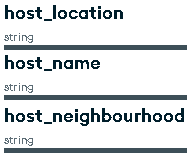 host_location
string
host_name
string
host_neighbourhood
string